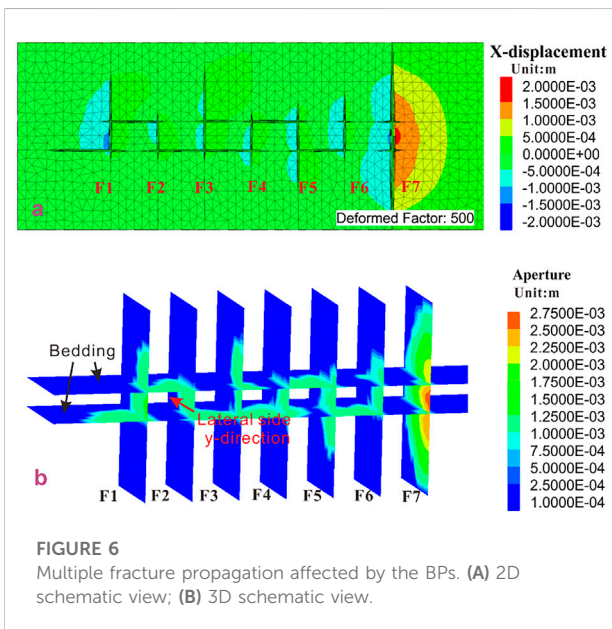 X-displacement
Unit:m
2.0000E-03
1.5000E-03
1.0000E-03
5.0000E-04
0.0000E+00
-5.0000E-04
-1.0000E-03
-1.5000E-03
-2.0000E-03
F1 F2 F3 F4 F5 F6 F7
a
Deformed Factor: 500
Aperture
Unit:m
2.7500E-03
2.5000E-03
2.2500E-03
2.0000E-03
1.7500E-03
1.5000E-03
1.2500E-03
1.0000E-03
7.5000E-04
5.0000E-04
2.5000E-04
1.0000E-04
Bedding
Lateral side
y-direction
b
F1 F2 F3 F4 F5 F6 F7
FIGURE 6
Multiple fracture propagation affected by the BPs. (A) 2D
schematic view; (B) 3D schematic view.